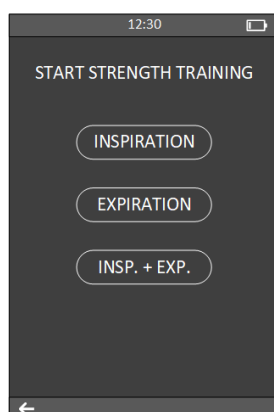 12:30
START STRENGTH TRAINING
INSPIRATION
EXPIRATION
INSP. + EXP.